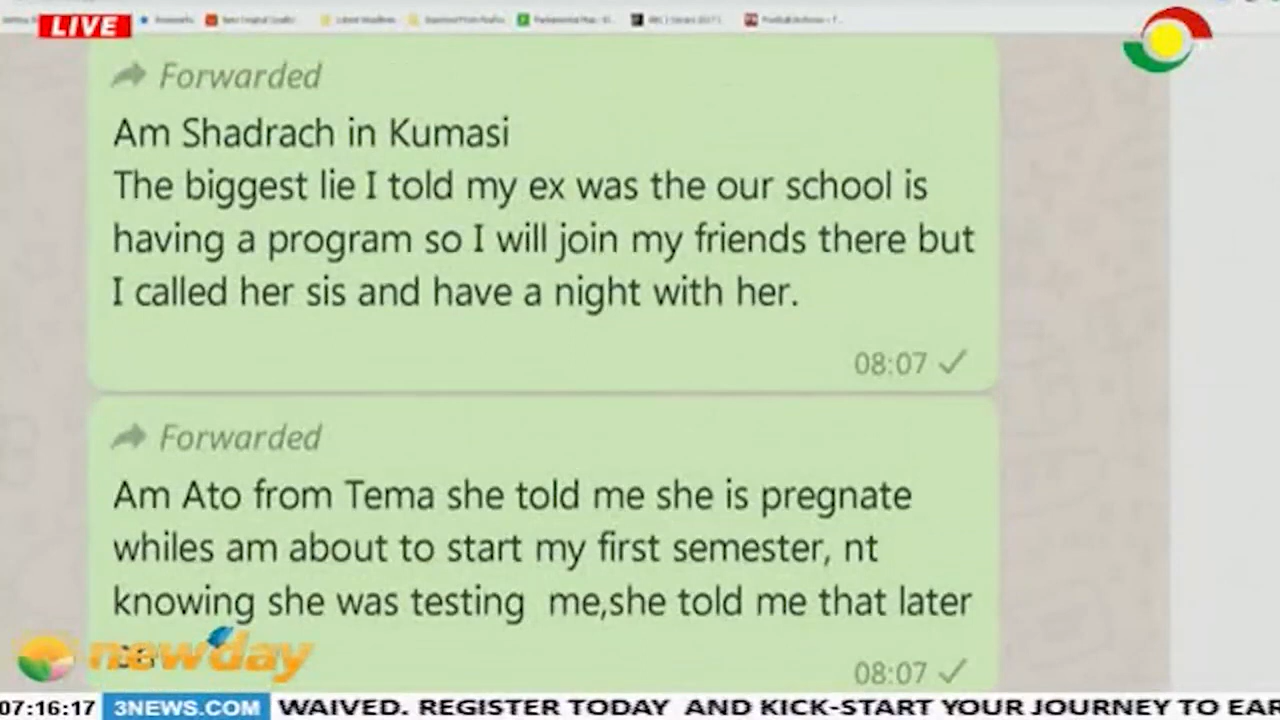 LIVE
Forwarded
Am Shadrach in Kumasi
The biggest lie I told my ex was the our school is
having a program so I will join my friends there but
I called her sis and have a night with her.
08:07
Forwarded
Am Ato from Tema she told me she is pregnate
whiles am about to start my first semester, nt
knowing she was testing me,she told me that later
newday
08:07
07:16:17 3NEWS.COM WAIVED. REGISTER TODAY AND KICK-START YOUR JOURNEY TO EAR